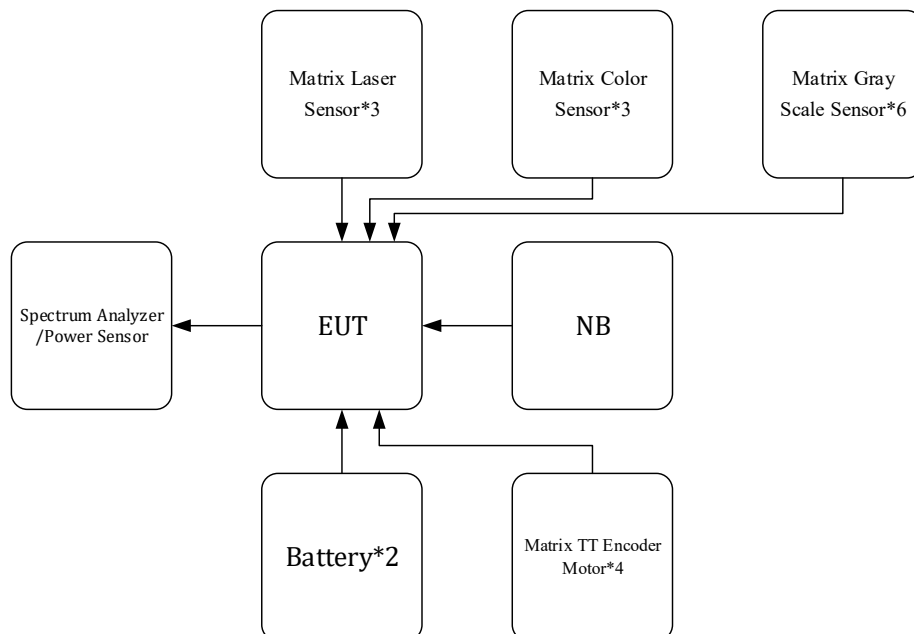 Matrix Laser
Sensor*3
Matrix Color
Sensor*3
Matrix Gray
Scale Sensor*6
Spectrum Analyzer
/Power Sensor
EUT
NB
Battery*2
Matrix TT Encoder
Motor*4